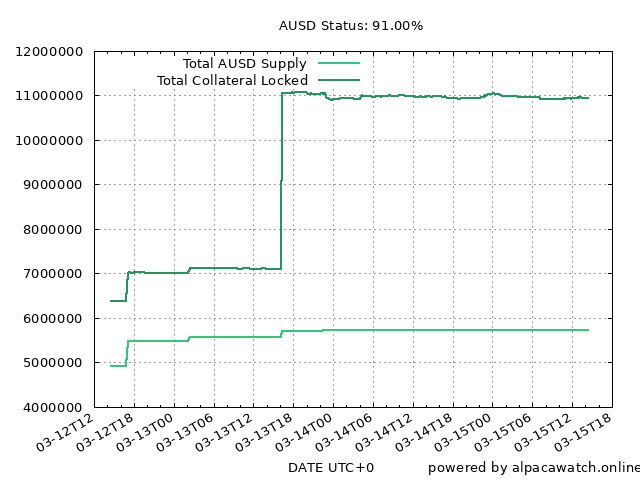 AUSD Status: 91.00%
12000000
11000000
10000000
9000000
8000000
7000000
6000000
5000000
4000000
Total AUSD Supply
Total Collateral Locked
03-12T12
03-12T18
03-13T00
03-13T06
03-13T12
03-13T18
03-14T00
03-14T06
03-14T12
03-14T18
03-15T00
03-15T06
03-15T12
03-15T18
DATE UTC+0
powered by alpacawatch.online